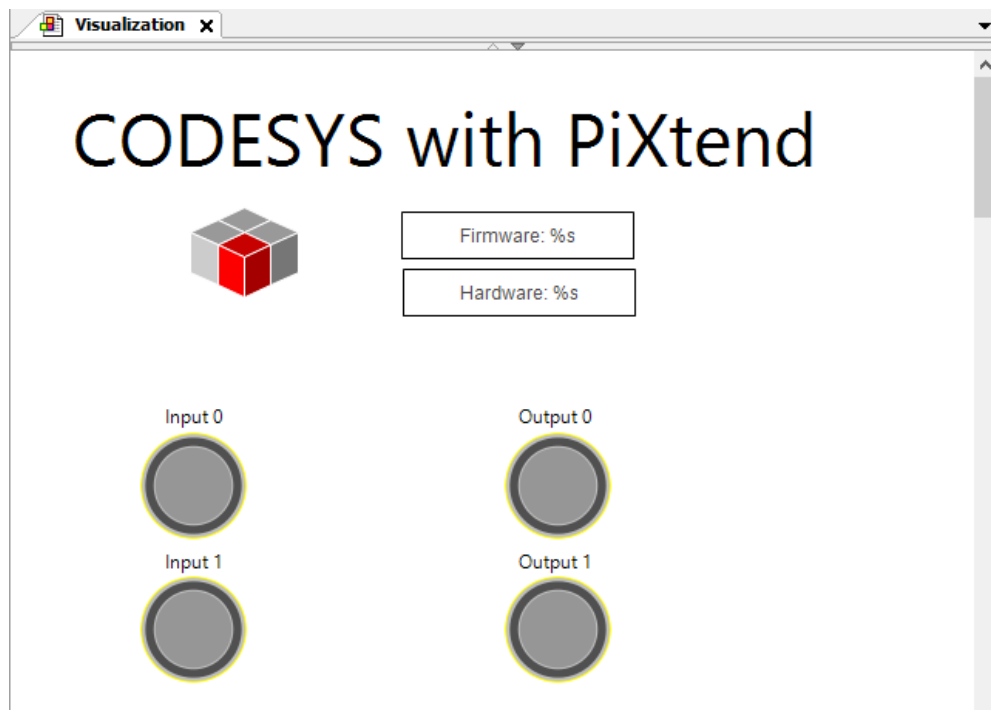 Visualization
CODESYS with PiXtend
Firmware: %s
Hardware: %s
Input 0
Output 0
Input 1
Output 1